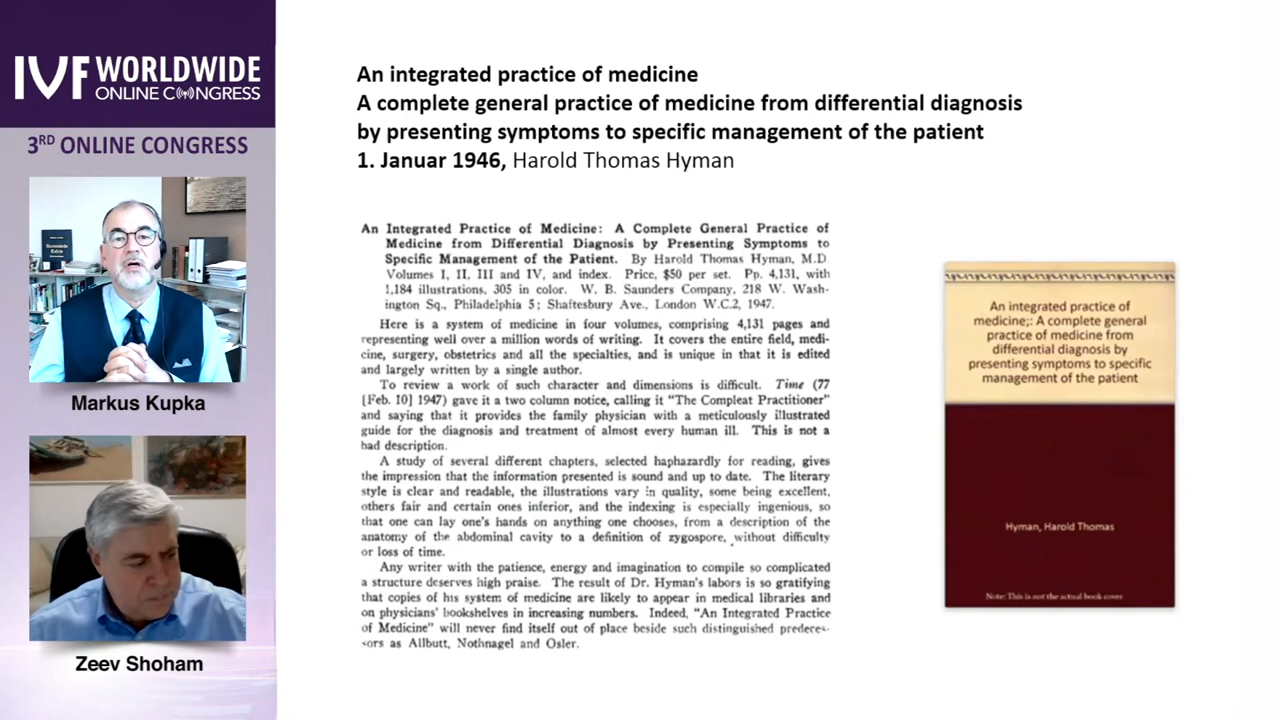 IVF WORLDWIDE
ONLINE CONGRESS
3RD ONLINE CONGRESS
Markus Kupka
Zeev Shoham
An integrated practice of medicine
A complete general practice of medicine from differential diagnosis
by presenting symptoms to specific management of the patient
1. Januar 1946, Harold Thomas Hyman
An Integrated Practice of Medicine: A Complete General Practice of
Medicine from Differential Diagnosis by Presenting Symptoms to
Specific Management of the Patient. By Harold Thomas Hyman, M.D.
Volumes I, II, III and IV, and index. Price, $50 per set. Pp. 4,131, with
1,184 illustrations, 305 in color. W. B. Saunders Company, 218 W. Wash-
ington Sq., Philadelphia 5; Shaftesbury Ave., London W.C.2, 1947.
Here is a system of medicine in four volumes, comprising 4,131 pages and
representing well over a million words of writing. It covers the entire field, medi-
cine, surgery, obstetrics and all the specialties, and is unique in that it is edited
and largely written by a single author.
To review a work of such character and dimensions is difficult. Time (77
[Feb. 10] 1947) gave it a two column notice, calling it "The Compleat Practitioner"
and saying that it provides the family physician with a meticulously illustrated
guide for the diagnosis and treatment of almost every human ill. This is not a
bad description.
A study of several different chapters, selected haphazardly for reading, gives
the impression that the information presented is sound and up to date. The literary
style is clear and readable, the illustrations vary in quality, some being excellent,
others fair and certain ones inferior, and the indexing is especially ingenious, so
that one can lay one's hands on anything one chooses, from a description of the
anatomy of the abdominal cavity to a definition of zygospore, without difficulty
or loss of time.
Any writer with the patience, energy and imagination to compile so complicated
a structure deserves high praise. The result of Dr. Hyman's labors is so gratifying
that copies of his system of medicine are likely to appear in medical libraries and
on physicians' bookshelves in increasing numbers. Indeed, "An Integrated Practice
of Medicine" will never find itself out of place beside such distinguished predeces-
sors as Allbutt, Nothnagel and Osler.
An integrated practice of
medicine;: A complete general
practice of medicine from
differential diagnosis by
presenting symptoms to specific
management of the patient
Hyman, Harold Thomas
Note: This is not the actual book cover